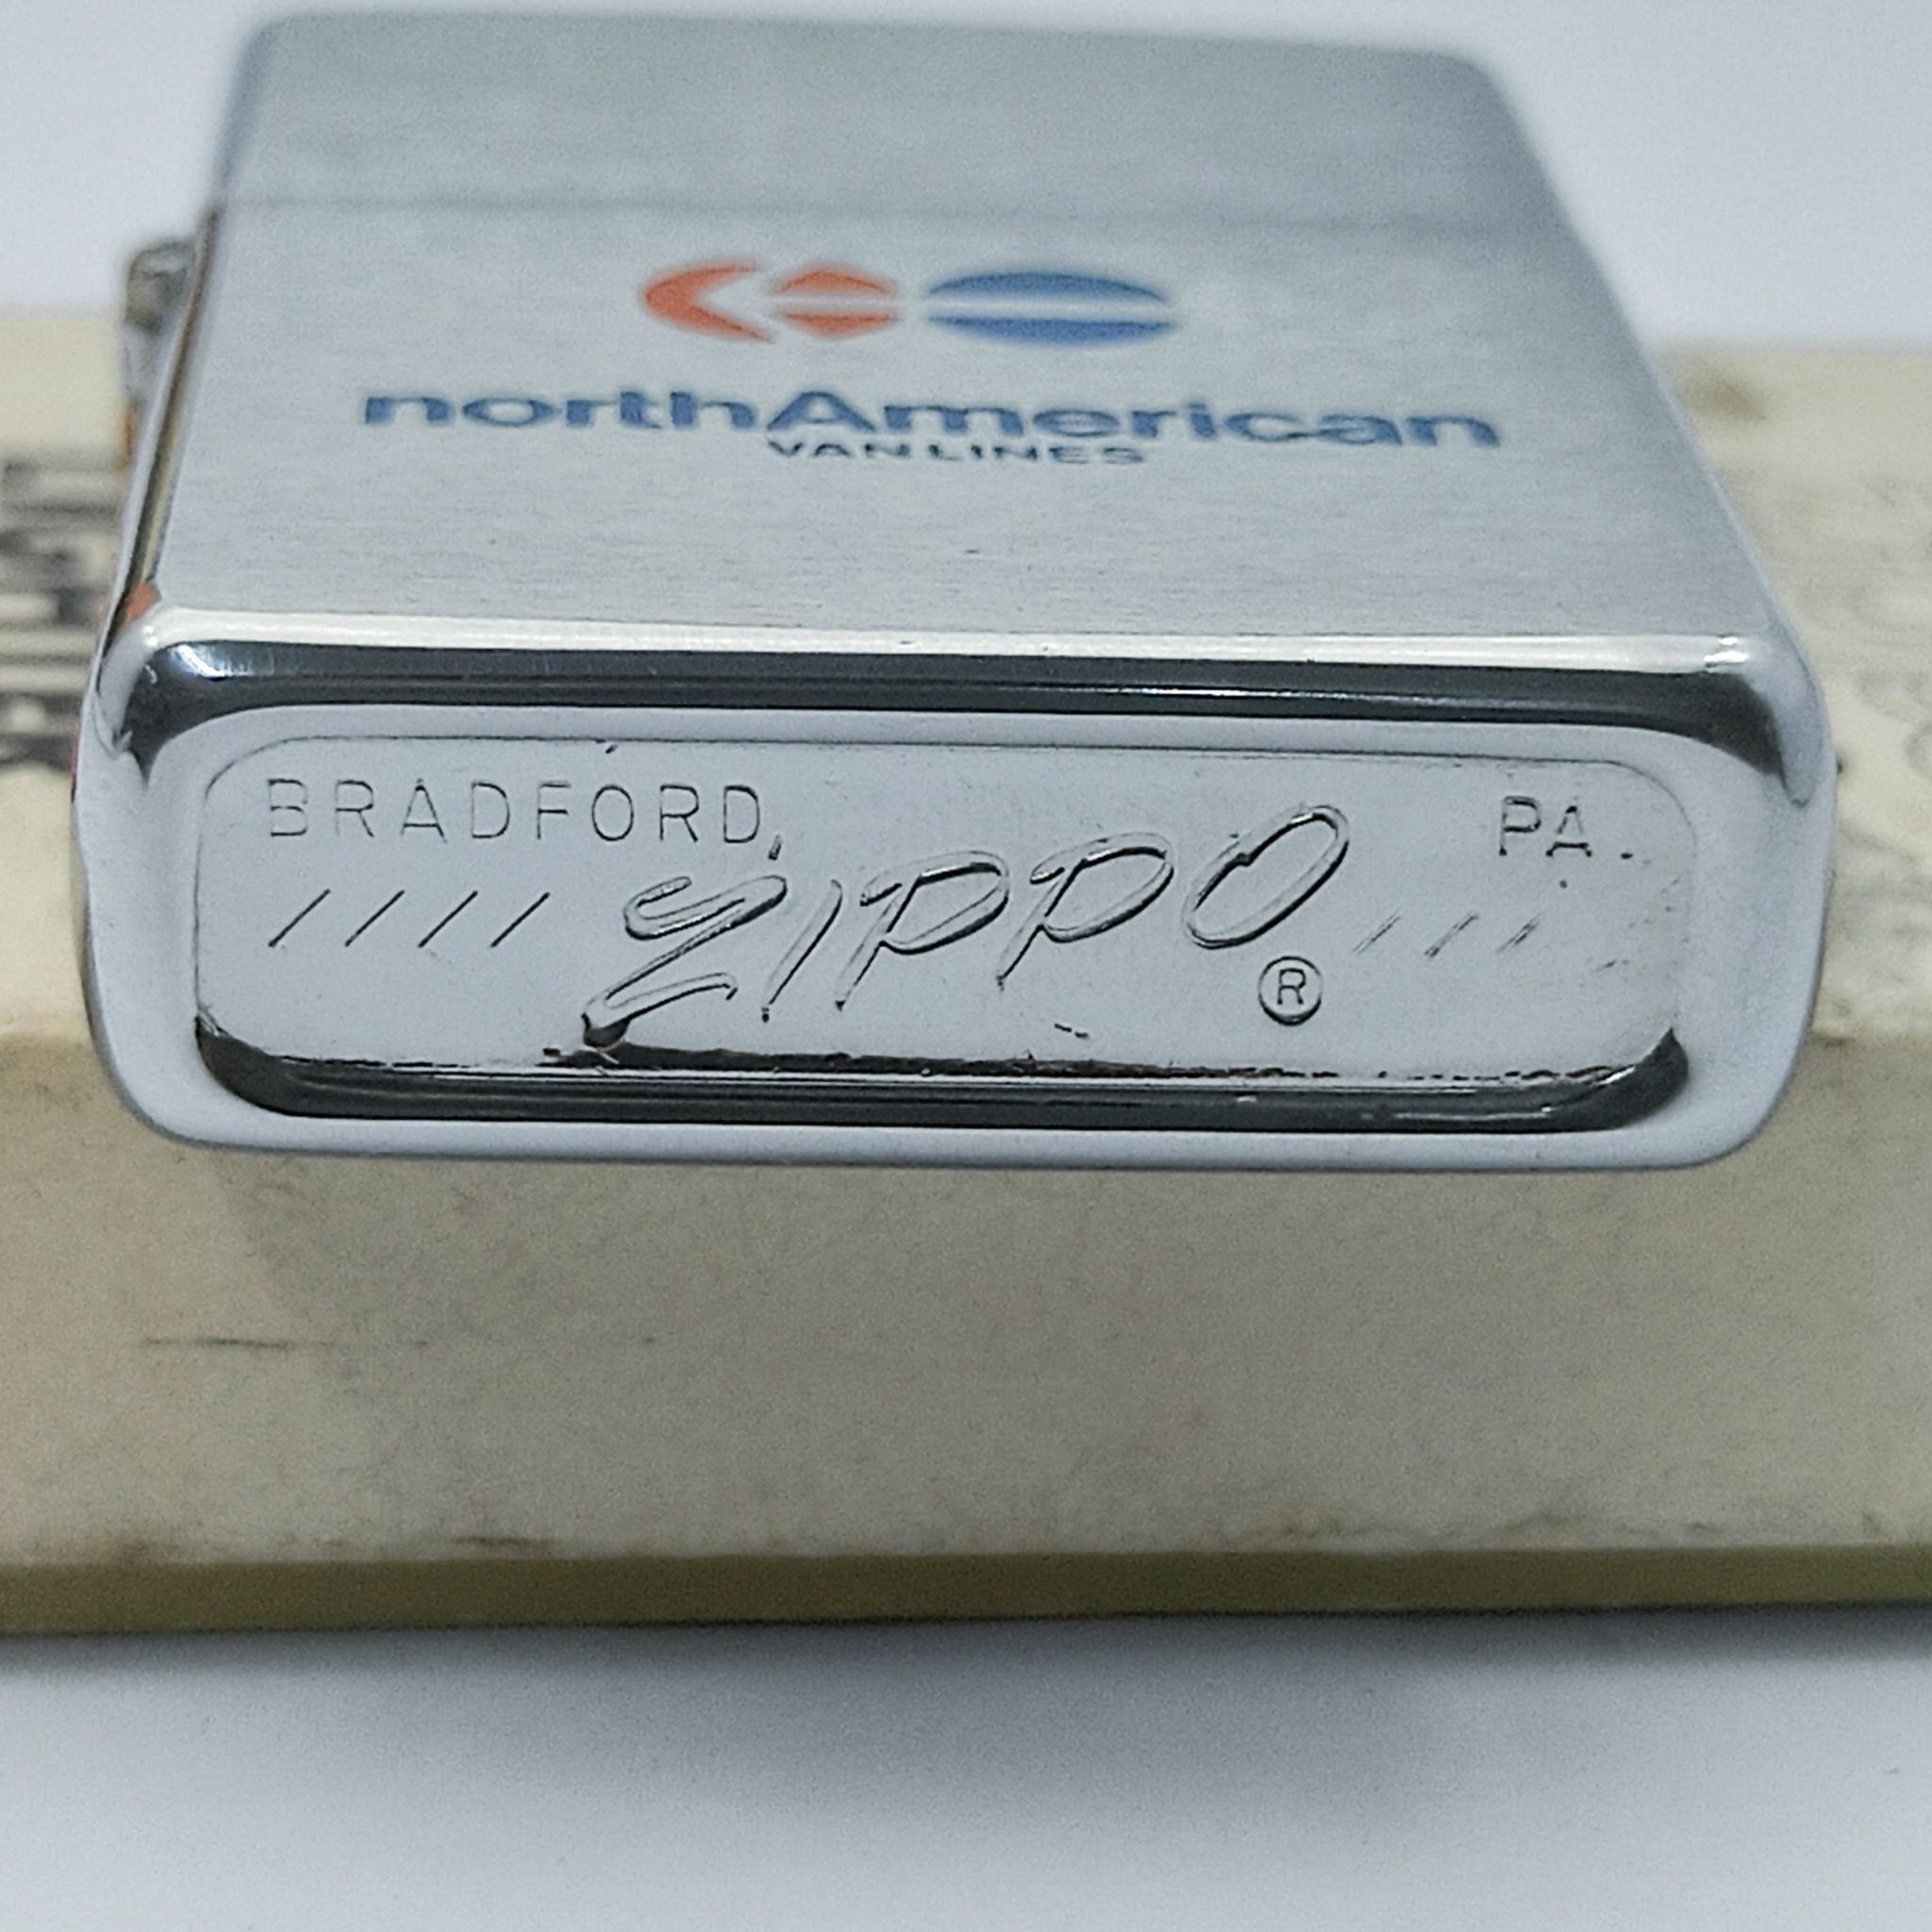 northAmerican
VAN LINES
BRADFORD, PA.
//// ZIPPO ///
®